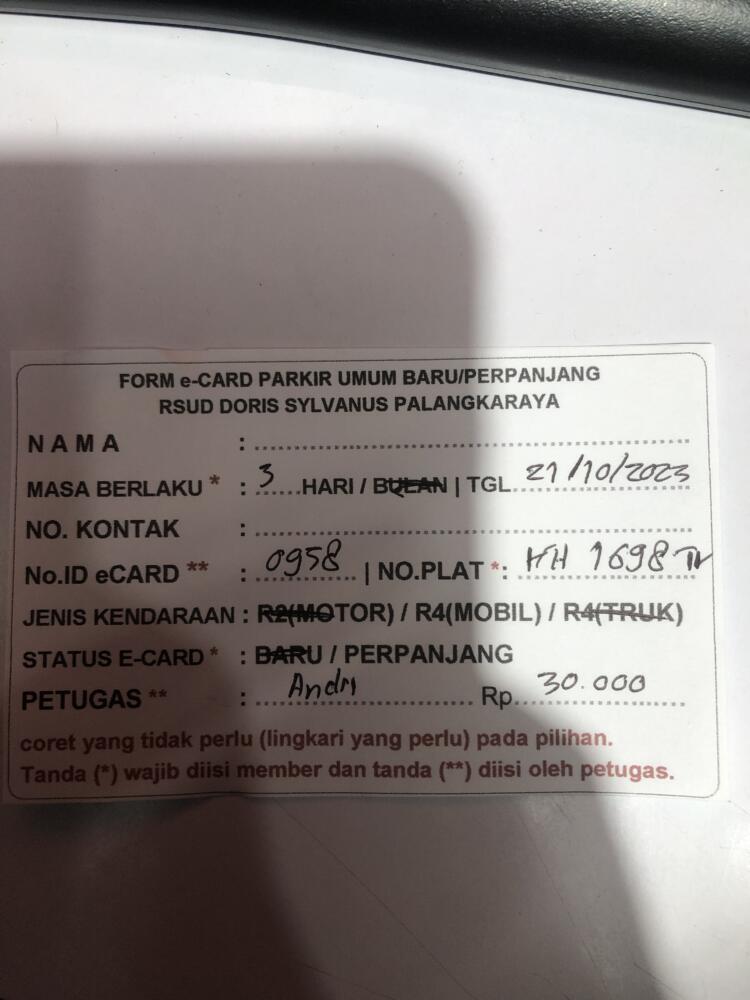 FORM e-CARD PARKIR UMUM BARU/PERPANJANG
RSUD DORIS SYLVANUS PALANGKARAYA
NAMA : ....................
MASA BERLAKU * : 3 HARI / BULAN | TGL. 21/10/2023
NO. KONTAK : ....................
No.ID eCARD ** : 0958 | NO.PLAT *: KH 1698 TV
JENIS KENDARAAN : R2(MOTOR) / R4(MOBIL) / R4(TRUK)
STATUS E-CARD * : BARU / PERPANJANG
PETUGAS ** : Andri Rp. 30.000
coret yang tidak perlu (lingkari yang perlu) pada pilihan.
Tanda (*) wajib diisi member dan tanda (**) diisi oleh petugas.